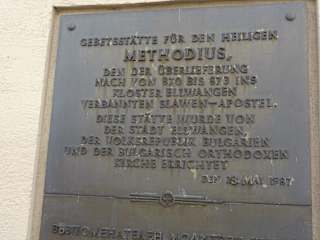 GEBETSSTÄTTE FÜR DEN HEILIGEN
METHODIUS,
DEN DER ÜBERLIEFERUNG
NACH VON 870 BIS 873 INS
KLOSTER ELLWANGEN
VERBANNTEN SLAWEN-APOSTEL.
DIESE STÄTTE WURDE VON
DER STADT ELLWANGEN,
DER VOLKSREPUBLIK BULGARIEN
UND DER BULGARISCH ORTHODOXEN
KIRCHE ERRICHTET
DEN 18. MAI 1987